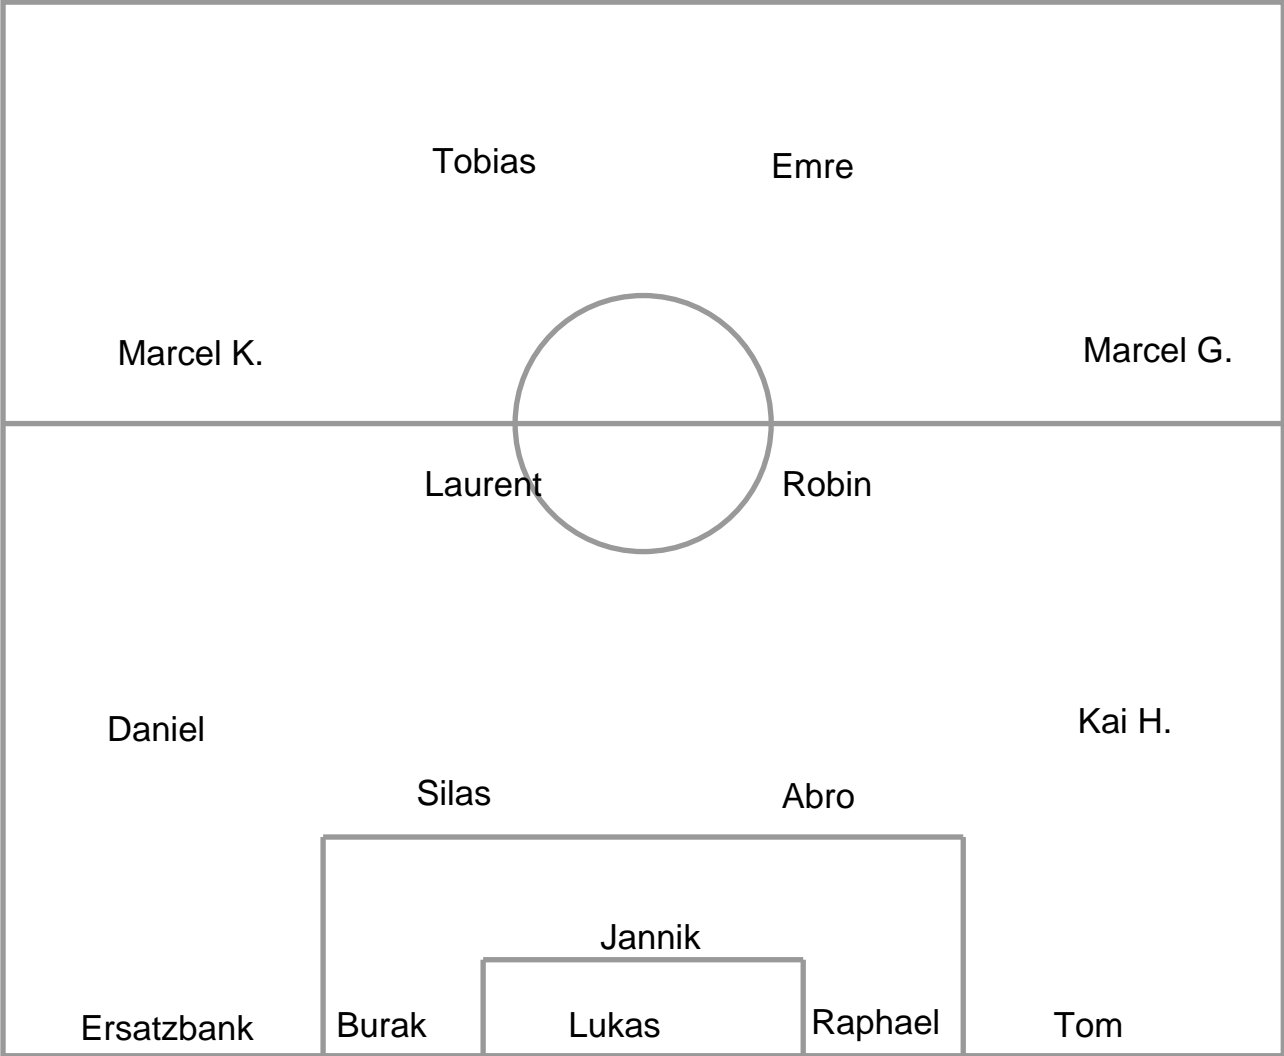 Tobias
Emre
Marcel K.
Marcel G.
Laurent
Robin
Daniel
Kai H.
Silas
Abro
Jannik
Ersatzbank
Burak
Lukas
Raphael
Tom